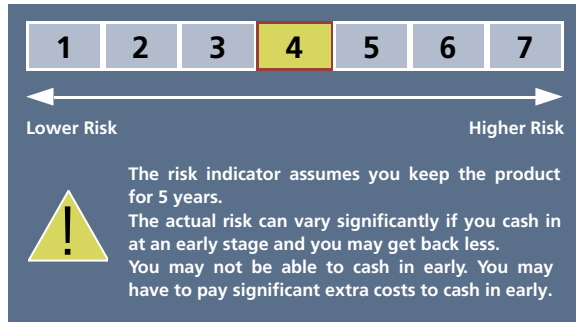 1 2 3 4 5 6 7
Lower Risk Higher Risk
The risk indicator assumes you keep the product
for 5 years.
The actual risk can vary significantly if you cash in
at an early stage and you may get back less.
You may not be able to cash in early. You may
have to pay significant extra costs to cash in early.
!